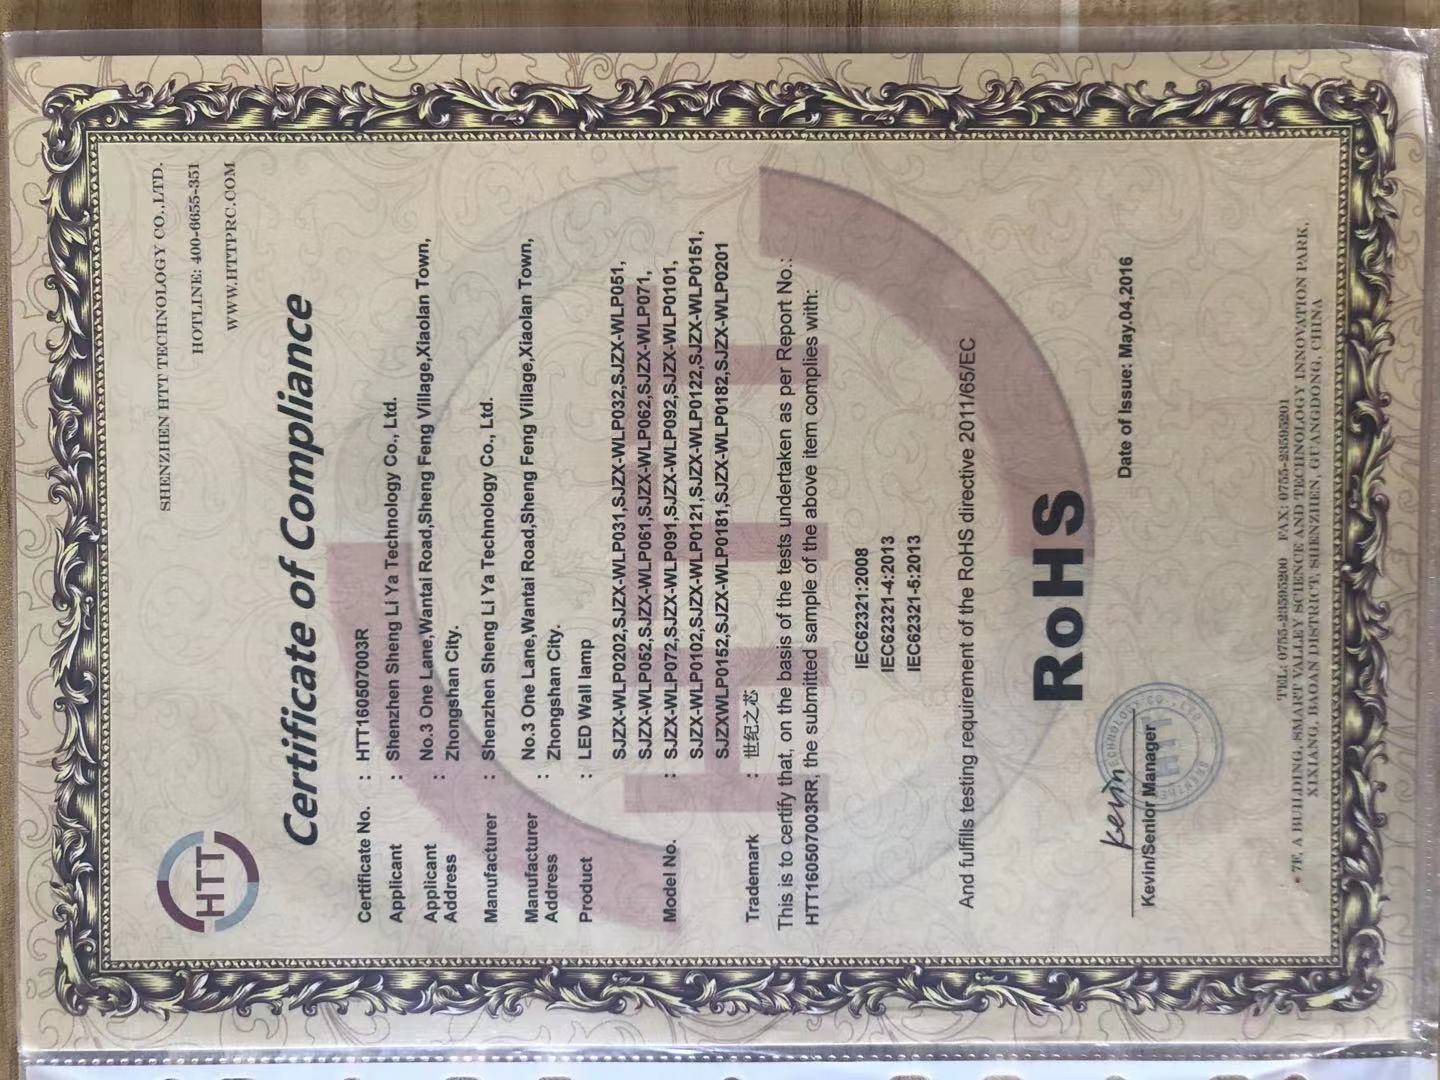 HTT
SHENZHEN HTT TECHNOLOGY CO.,LTD.
HOTLINE: 400-6655-351
WWW.HTTPRC.COM
Certificate of Compliance
Certificate No. : HTT160507003R
Applicant : Shenzhen Sheng Li Ya Technology Co., Ltd.
Applicant Address : No.3 One Lane,Wantai Road,Sheng Feng Village,Xiaolan Town,
Zhongshan City.
Manufacturer : Shenzhen Sheng Li Ya Technology Co., Ltd.
Manufacturer Address : No.3 One Lane,Wantai Road,Sheng Feng Village,Xiaolan Town,
Zhongshan City.
Product : LED Wall lamp
SJZX-WLP0202,SJZX-WLP031,SJZX-WLP032,SJZX-WLP051,
SJZX-WLP052,SJZX-WLP061,SJZX-WLP062,SJZX-WLP071,
Model No. : SJZX-WLP072,SJZX-WLP091,SJZX-WLP092,SJZX-WLP0101,
SJZX-WLP0102,SJZX-WLP0121,SJZX-WLP0122,SJZX-WLP0151,
SJZXWLP0152,SJZX-WLP0181,SJZX-WLP0182,SJZX-WLP0201
Trademark : 世纪之芯
This is to certify that, on the basis of the tests undertaken as per Report No.:
HTT160507003RR, the submitted sample of the above item complies with:
IEC62321:2008
IEC62321-4:2013
IEC62321-5:2013
And fulfills testing requirement of the RoHS directive 2011/65/EC
RoHS
Kevin
Kevin/Senior Manager
Date of Issue: May.04,2016
TEL: 0755-23595200 FAX: 0755-23595201
* 7F, A BUILDING, SMART VALLEY SCIENCE AND TECHNOLOGY INNOVATION PARK,
XIXIANG, BAOAN DISTRICT, SHENZHEN, GUANGDONG, CHINA